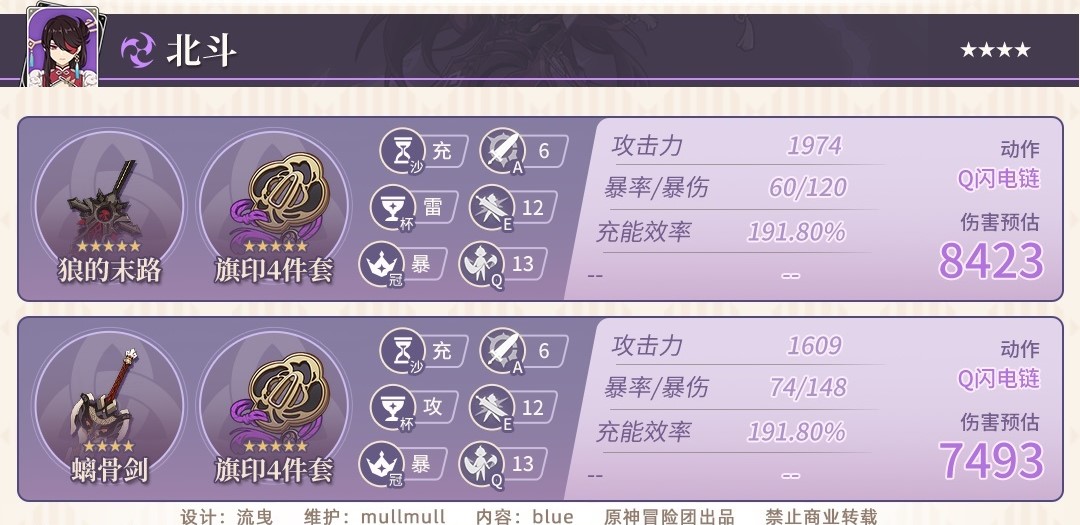 北斗
沙 充 A 6
杯 雷 E 12
冠 暴 Q 13
狼的末路 旗印4件套
攻击力 1974
暴率/暴伤 60/120
充能效率 191.80%
-- --
动作
Q闪电链
伤害预估
8423
沙 充 A 6
杯 攻 E 12
冠 暴 Q 13
螭骨剑 旗印4件套
攻击力 1609
暴率/暴伤 74/148
充能效率 191.80%
-- --
动作
Q闪电链
伤害预估
7493
设计：流曳 维护：mullmull 内容：blue 原神冒险团出品 禁止商业转载